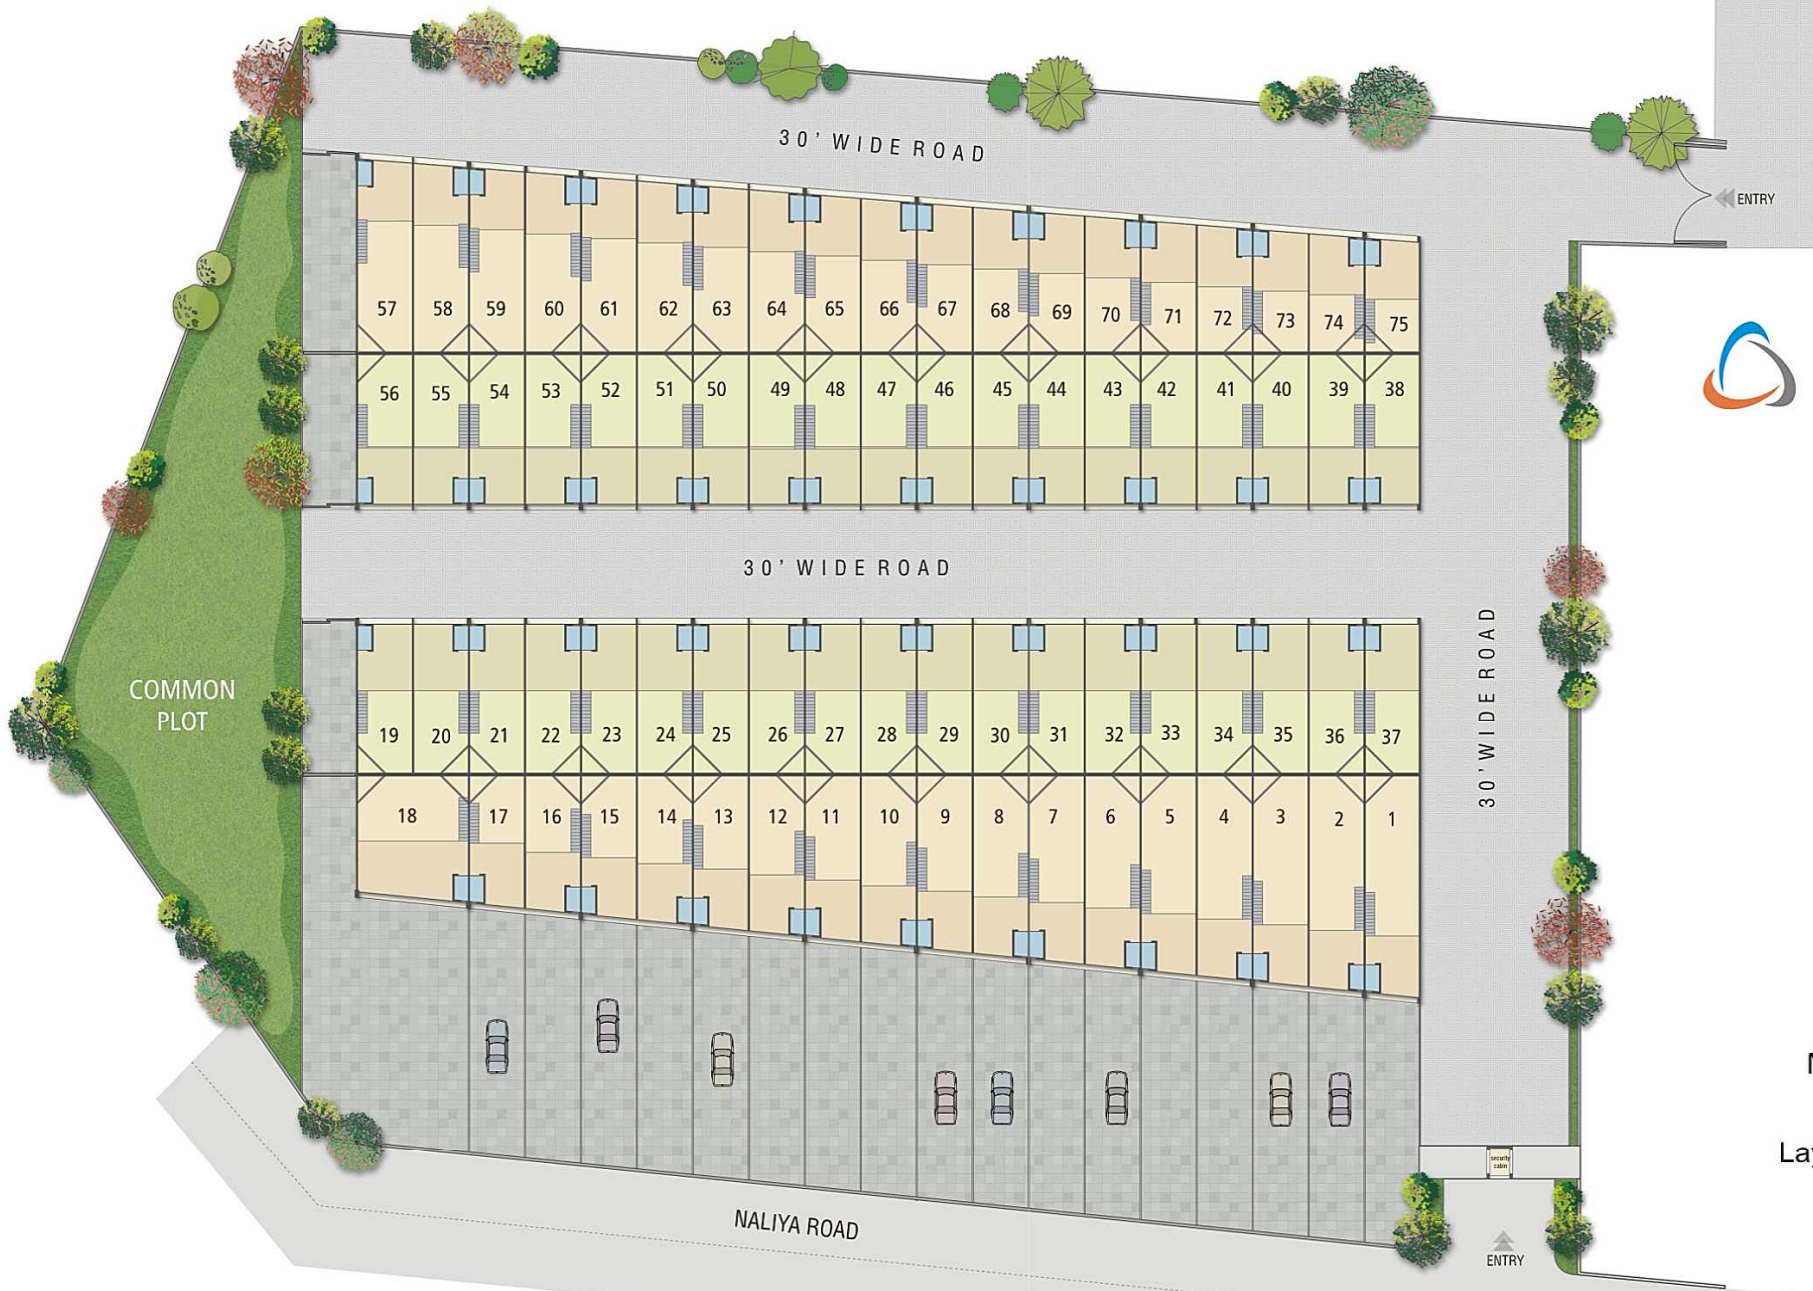 30' WIDE ROAD
ENTRY
57 58 59 60 61 62 63 64 65 66 67 68 69 70 71 72 73 74 75
56 55 54 53 52 51 50 49 48 47 46 45 44 43 42 41 40 39 38
30' WIDE ROAD
30' WIDE ROAD
COMMON
PLOT
19 20 21 22 23 24 25 26 27 28 29 30 31 32 33 34 35 36 37
18 17 16 15 14 13 12 11 10 9 8 7 6 5 4 3 2 1
security
cabin
NALIYA ROAD
ENTRY